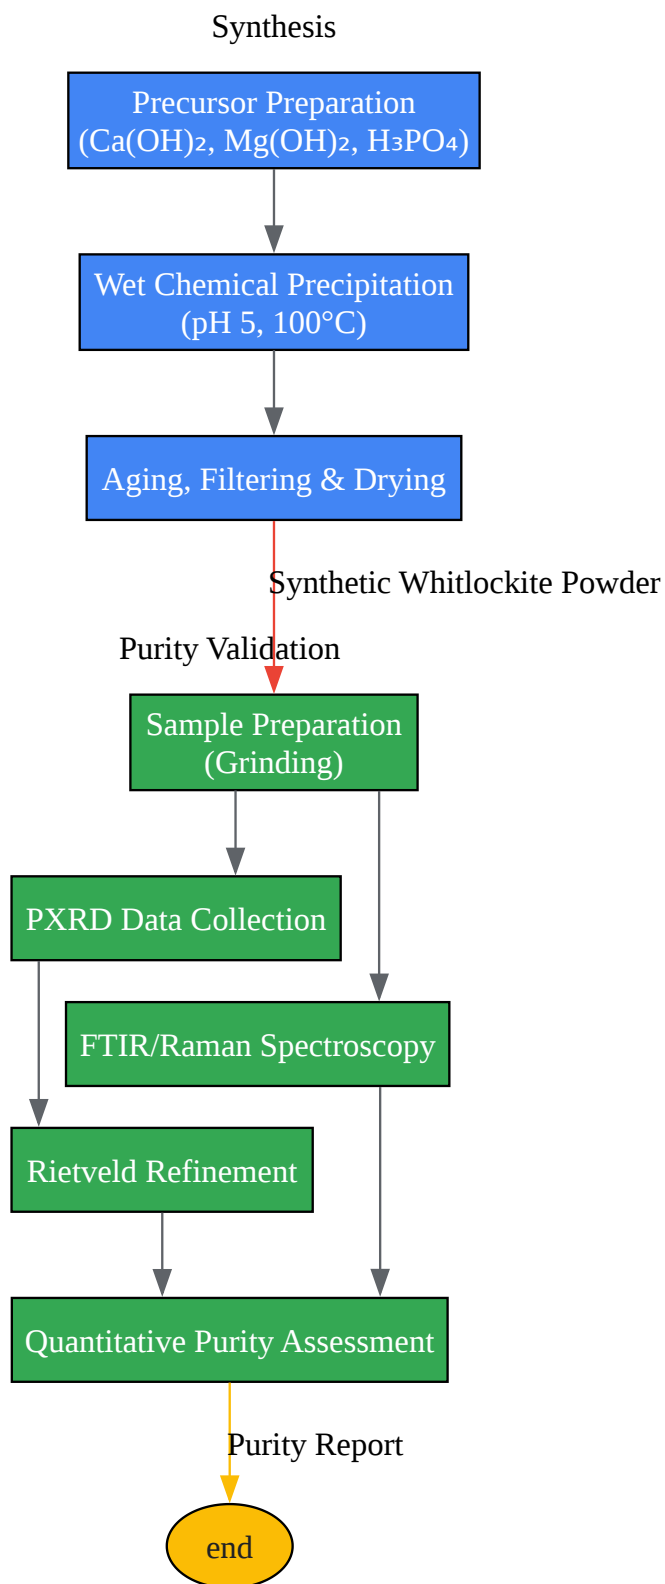 Synthesis
Precursor Preparation
(Ca(OH)₂, Mg(OH)₂, H₃PO₄)
Wet Chemical Precipitation
(pH 5, 100°C)
Aging, Filtering & Drying
Synthetic Whitlockite Powder
Purity Validation
Sample Preparation
(Grinding)
PXRD Data Collection
FTIR/Raman Spectroscopy
Rietveld Refinement
Quantitative Purity Assessment
Purity Report
end